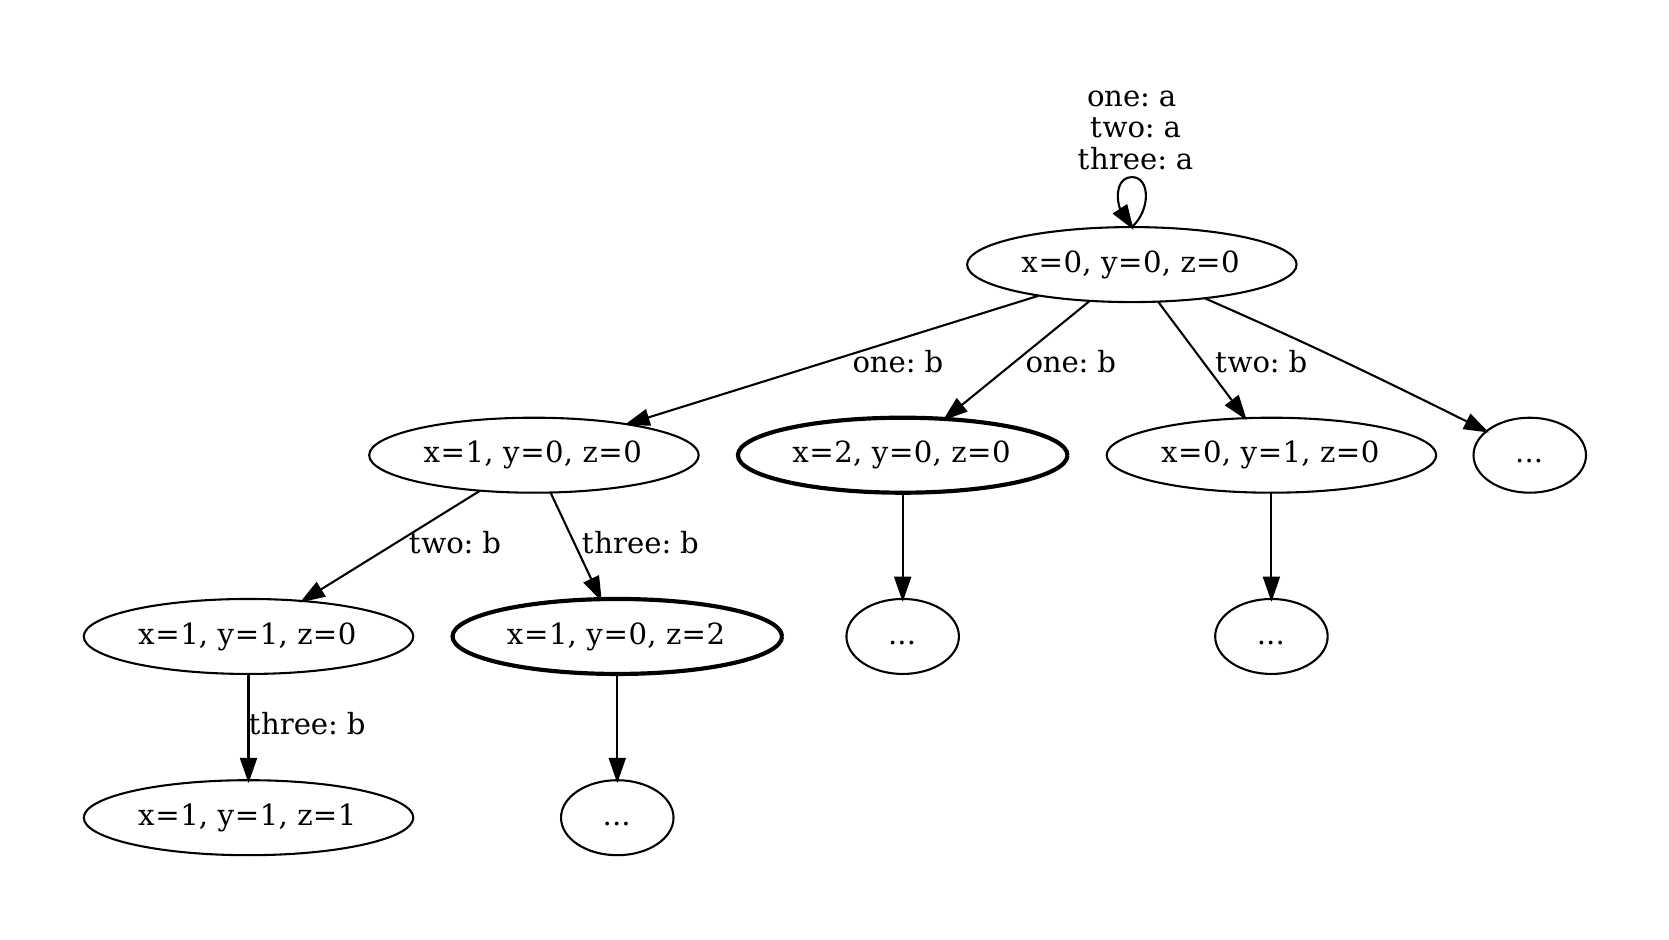 one: a
two: a
three: a
x=0, y=0, z=0
one: b
one: b
two: b
x=1, y=0, z=0
x=2, y=0, z=0
x=0, y=1, z=0
...
two: b
three: b
x=1, y=1, z=0
x=1, y=0, z=2
...
...
three: b
x=1, y=1, z=1
...